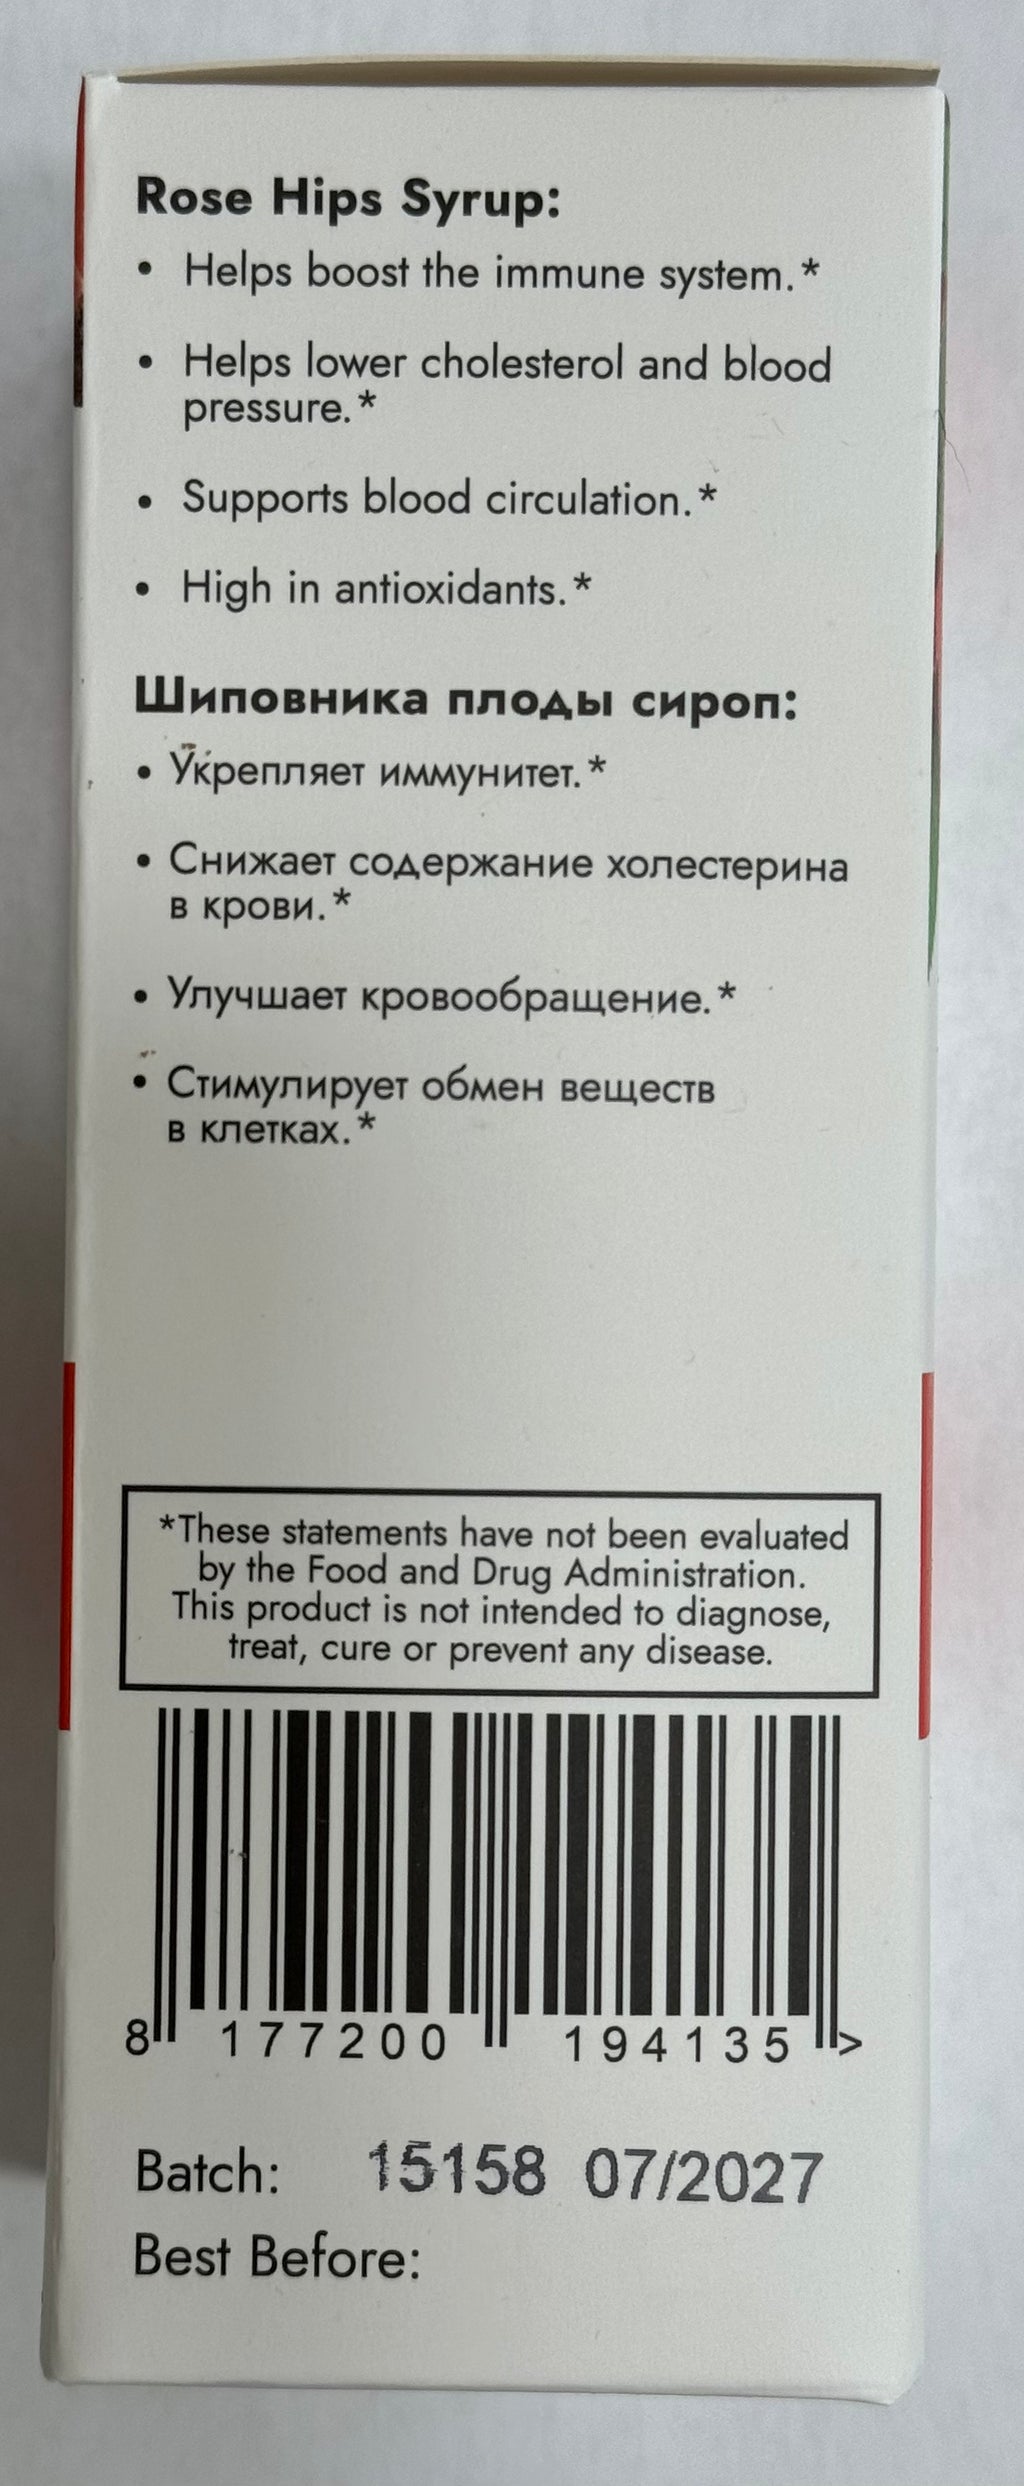 Rose Hips Syrup:
• Helps boost the immune system.*
• Helps lower cholesterol and blood
pressure.*
• Supports blood circulation.*
• High in antioxidants.*
Шиповника плоды сироп:
• Укрепляет иммунитет.*
• Снижает содержание холестерина
в крови.*
• Улучшает кровообращение.*
• Стимулирует обмен веществ
в клетках.*
*These statements have not been evaluated
by the Food and Drug Administration.
This product is not intended to diagnose,
treat, cure or prevent any disease.
8 177200 194135 >
Batch: 15158 07/2027
Best Before: